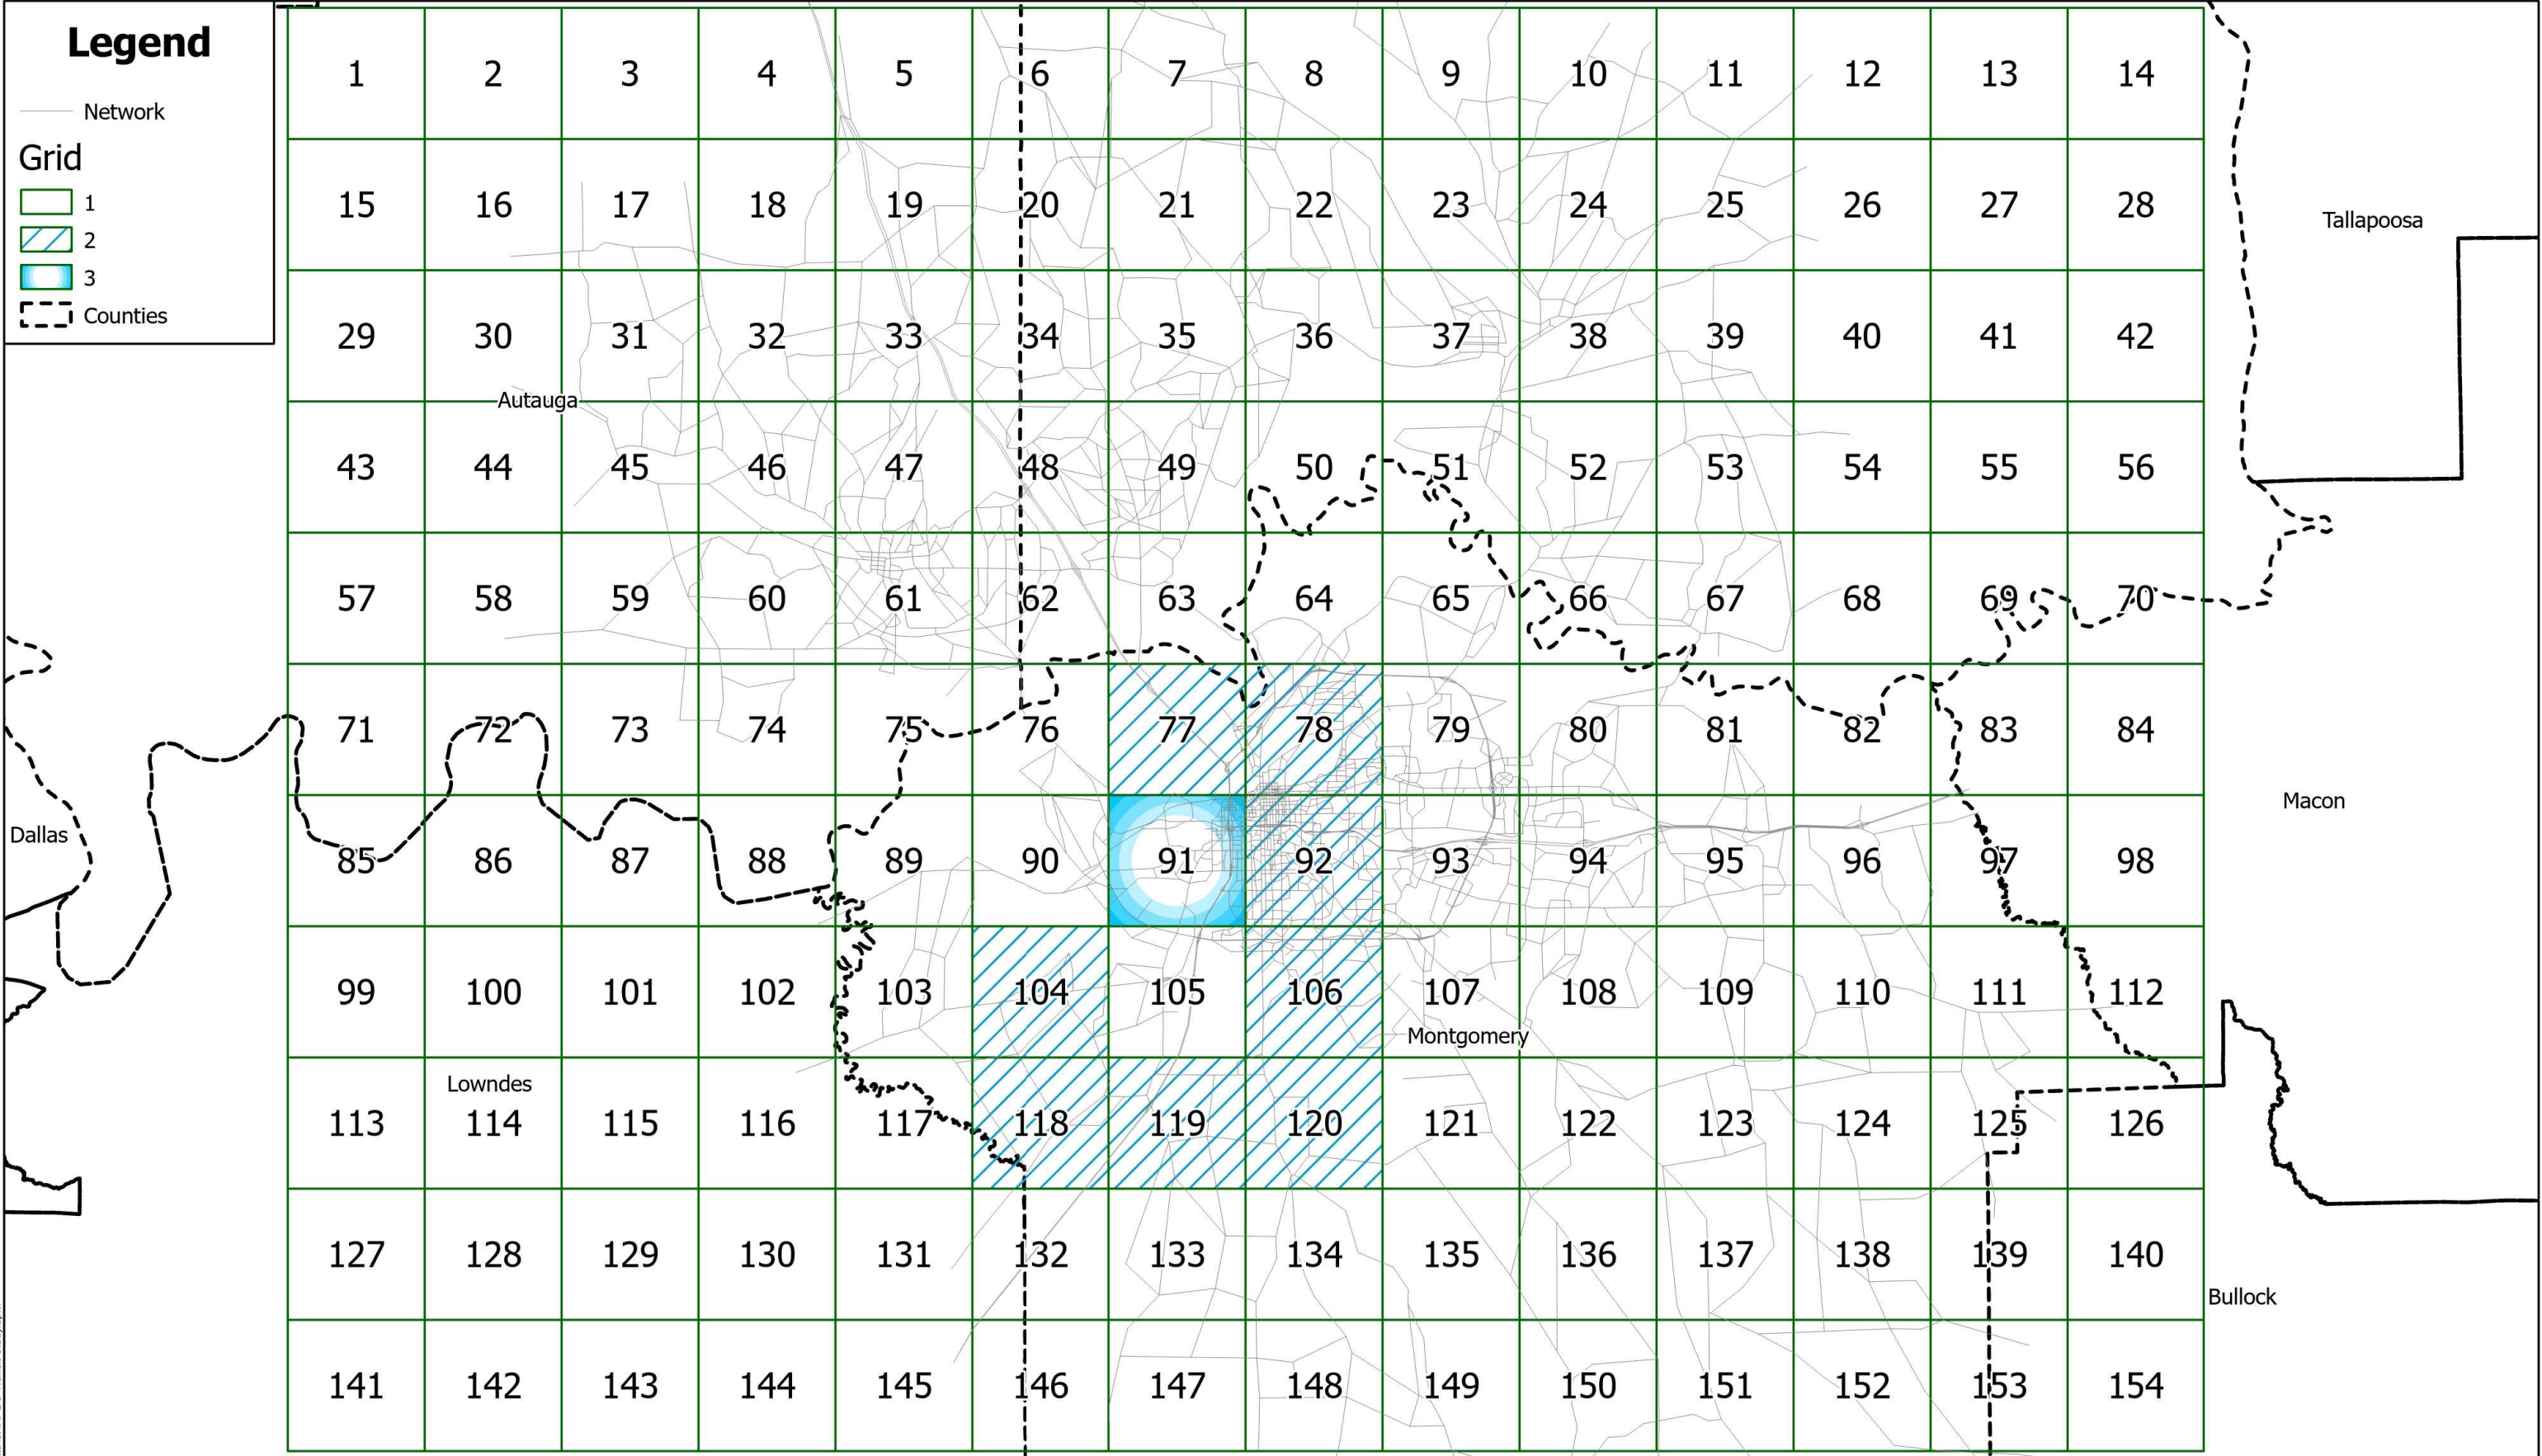 Legend
Network
Grid
1
2
3
Counties
1 2 3 4 5 6 7 8 9 10 11 12 13 14
15 16 17 18 19 20 21 22 23 24 25 26 27 28
Tallapoosa
29 30 31 32 33 34 35 36 37 38 39 40 41 42
Autauga
43 44 45 46 47 48 49 50 51 52 53 54 55 56
57 58 59 60 61 62 63 64 65 66 67 68 69 70
71 72 73 74 75 76 77 78 79 80 81 82 83 84
Macon
Dallas
85 86 87 88 89 90 91 92 93 94 95 96 97 98
99 100 101 102 103 104 105 106 107 108 109 110 111 112
Montgomery
Lowndes
113 114 115 116 117 118 119 120 121 122 123 124 125 126
127 128 129 130 131 132 133 134 135 136 137 138 139 140
Bullock
141 142 143 144 145 146 147 148 149 150 151 152 153 154